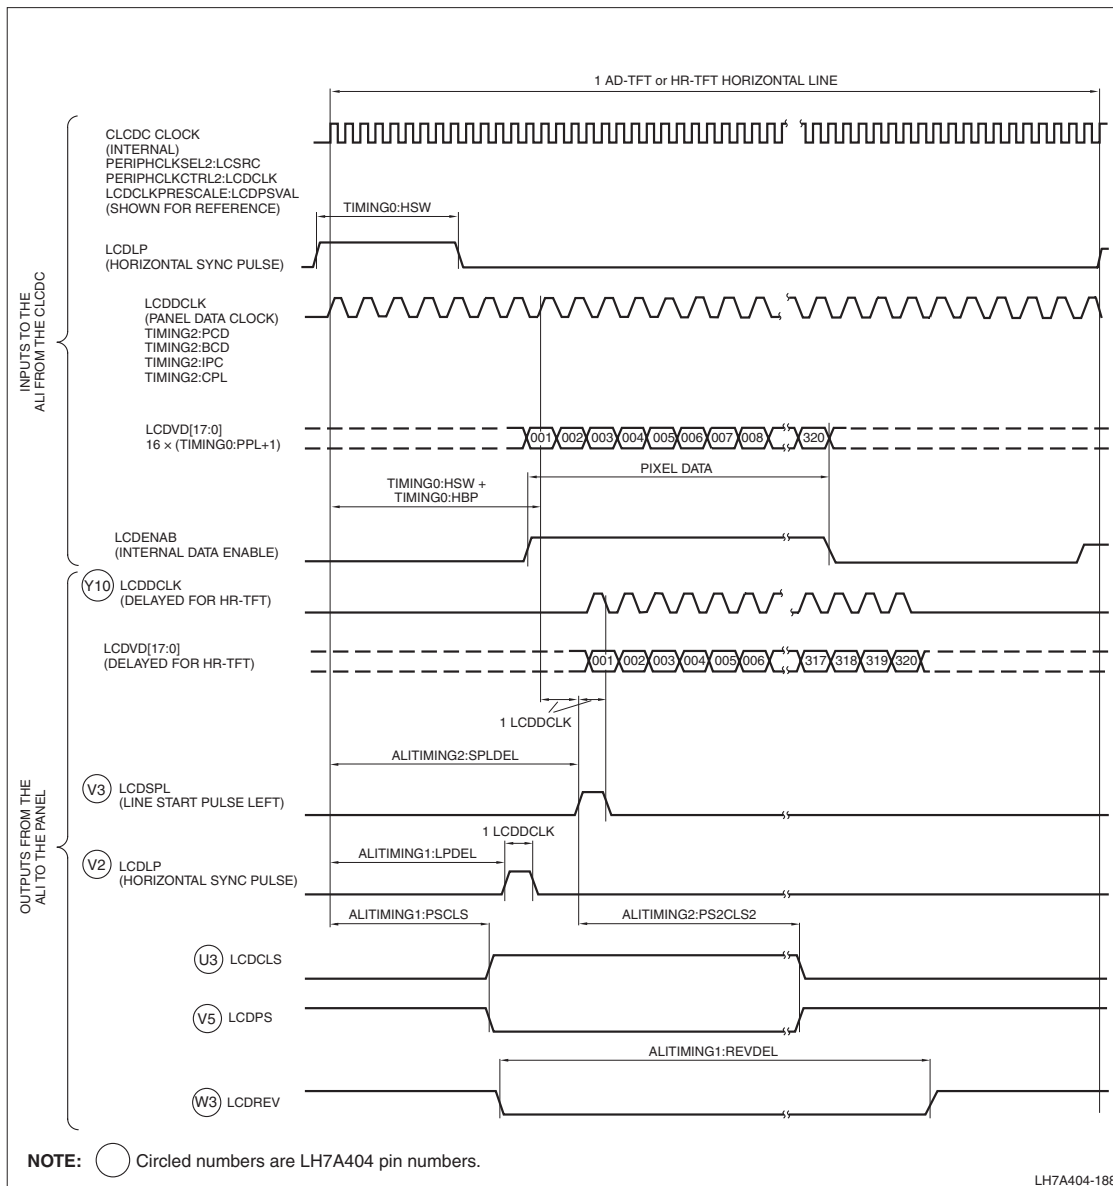 1 AD-TFT or HR-TFT HORIZONTAL LINE
INPUTS TO THE
ALI FROM THE CLCDC
CLCDC CLOCK
(INTERNAL)
PERIPHCLKSEL2:LCSRC
PERIPHCLKCTRL2:LCDCLK
LCDCLKPRESCALE:LCDPSVAL
(SHOWN FOR REFERENCE)
TIMING0:HSW
LCDLP
(HORIZONTAL SYNC PULSE)
LCDDCLK
(PANEL DATA CLOCK)
TIMING2:PCD
TIMING2:BCD
TIMING2:IPC
TIMING2:CPL
LCDVD[17:0]
16 × (TIMING0:PPL+1)
001 002 003 004 005 006 007 008 320
PIXEL DATA
TIMING0:HSW +
TIMING0:HBP
LCDENAB
(INTERNAL DATA ENABLE)
OUTPUTS FROM THE
ALI TO THE PANEL
Y10 LCDDCLK
(DELAYED FOR HR-TFT)
LCDVD[17:0]
(DELAYED FOR HR-TFT)
001 002 003 004 005 006 317 318 319 320
1 LCDDCLK
ALITIMING2:SPLDEL
V3 LCDSPL
(LINE START PULSE LEFT)
1 LCDDCLK
ALITIMING1:LPDEL
V2 LCDLP
(HORIZONTAL SYNC PULSE)
ALITIMING1:PSCLS
ALITIMING2:PS2CLS2
U3 LCDCLS
V5 LCDPS
ALITIMING1:REVDEL
W3 LCDREV
NOTE: Circled numbers are LH7A404 pin numbers.
LH7A404-188